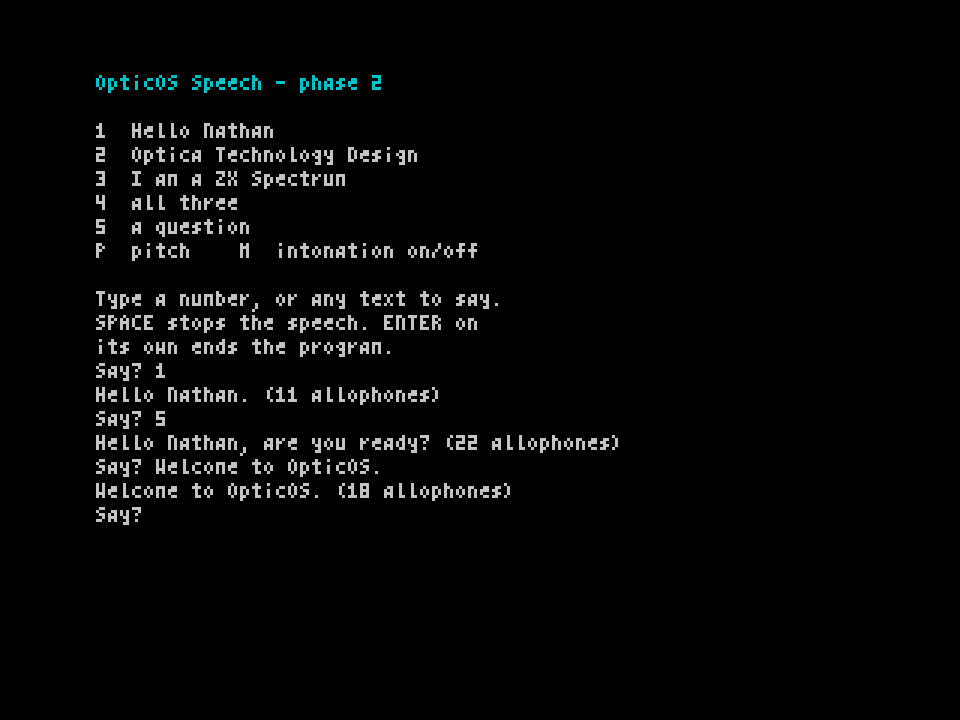 OpticOS Speech - phase 2
1 Hello Nathan
2 Optica Technology Design
3 I am a ZX Spectrum
4 all three
5 a question
P pitch M intonation on/off
Type a number, or any text to say.
SPACE stops the speech. ENTER on
its own ends the program.
Say? 1
Hello Nathan. (11 allophones)
Say? 5
Hello Nathan, are you ready? (22 allophones)
Say? Welcome to OpticOS.
Welcome to OpticOS. (18 allophones)
Say?